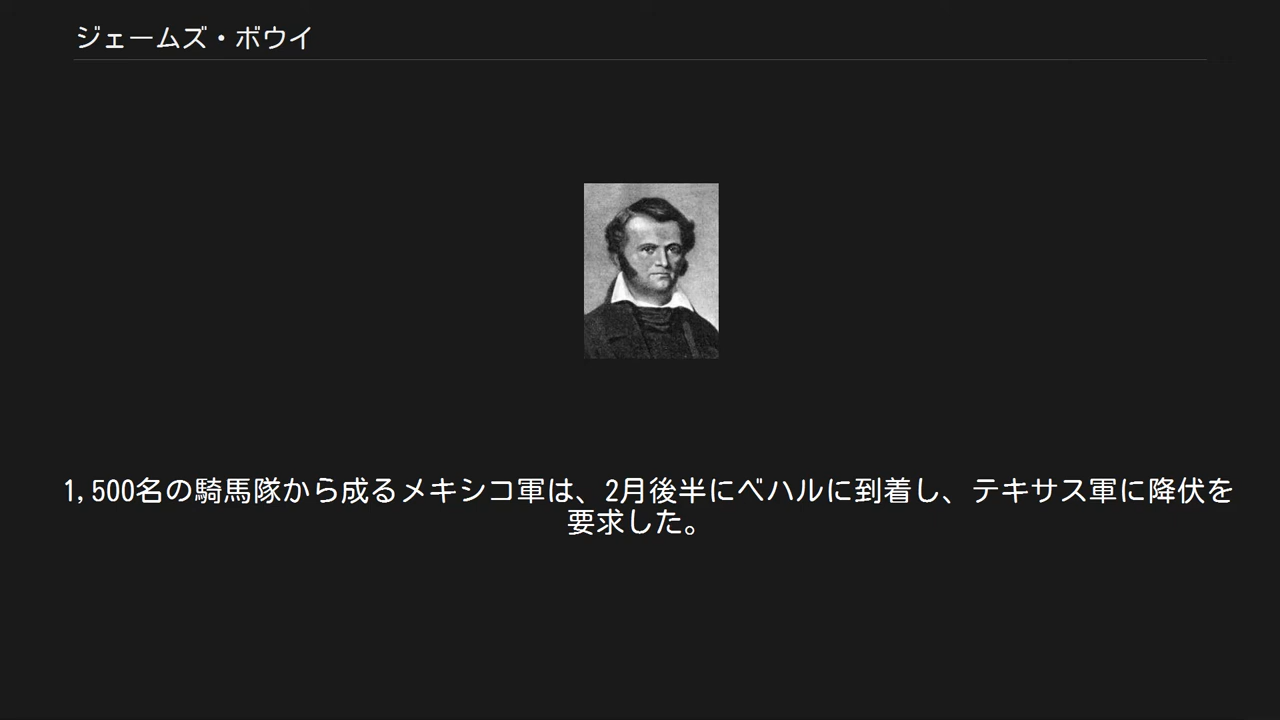 ジェームズ・ボウイ
1,500名の騎馬隊から成るメキシコ軍は、2月後半にベハルに到着し、テキサス軍に降伏を
要求した。